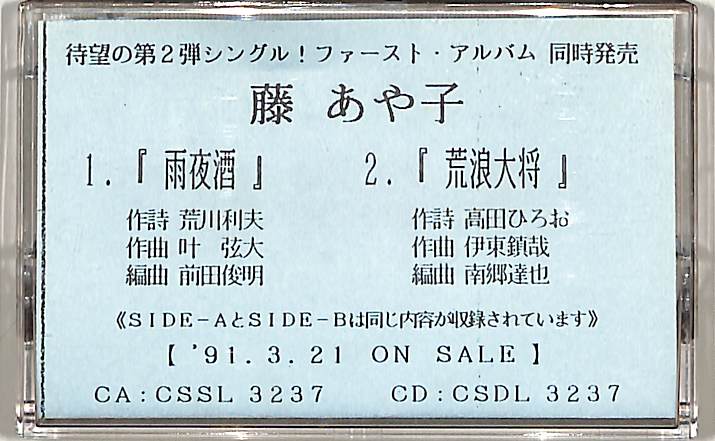 待望の第2弾シングル！ファースト・アルバム 同時発売
藤 あや子
1.『 雨夜酒 』
作詩 荒川利夫
作曲 叶 弦大
編曲 前田俊明
2.『 荒浪大将 』
作詩 高田ひろお
作曲 伊東鎖哉
編曲 南郷達也
《SIDE-AとSIDE-Bは同じ内容が収録されています》
【 '91.3.21 ON SALE 】
CA:CSSL 3237 CD:CSDL 3237